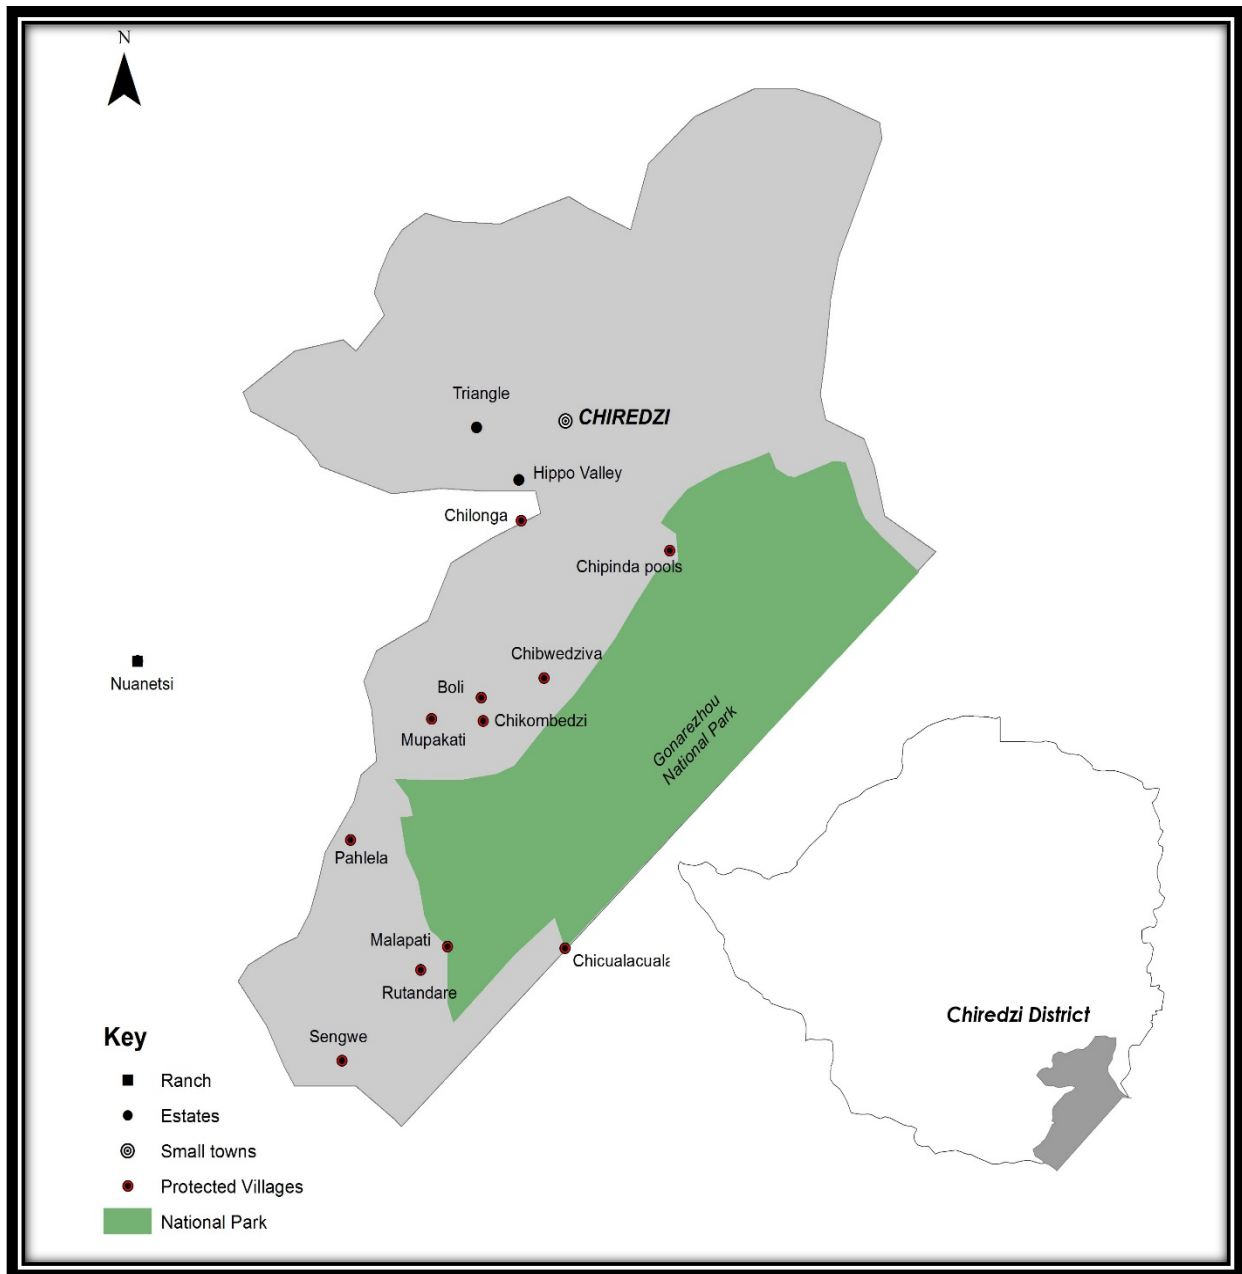 N
Triangle
CHIREDZI
Hippo Valley
Chilonga
Chipinda pools
Chibwedziva
Nuanetsi
Boli
Chikombedzi
Mupakati
Gonarezhou
National Park
Pahlela
Malapati
Chicualacuala
Rutandare
Chiredzi District
Sengwe
Key
Ranch
Estates
Small towns
Protected Villages
National Park